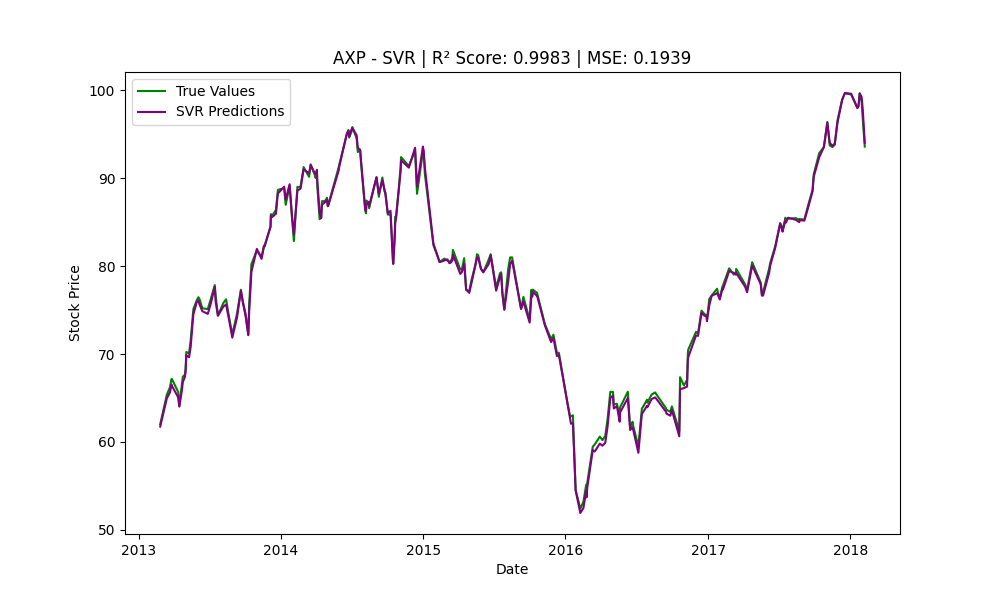 AXP - SVR | R² Score: 0.9983 | MSE: 0.1939
True Values
SVR Predictions
Stock Price
100
90
80
70
60
50
2013
2014
2015
2016
2017
2018
Date